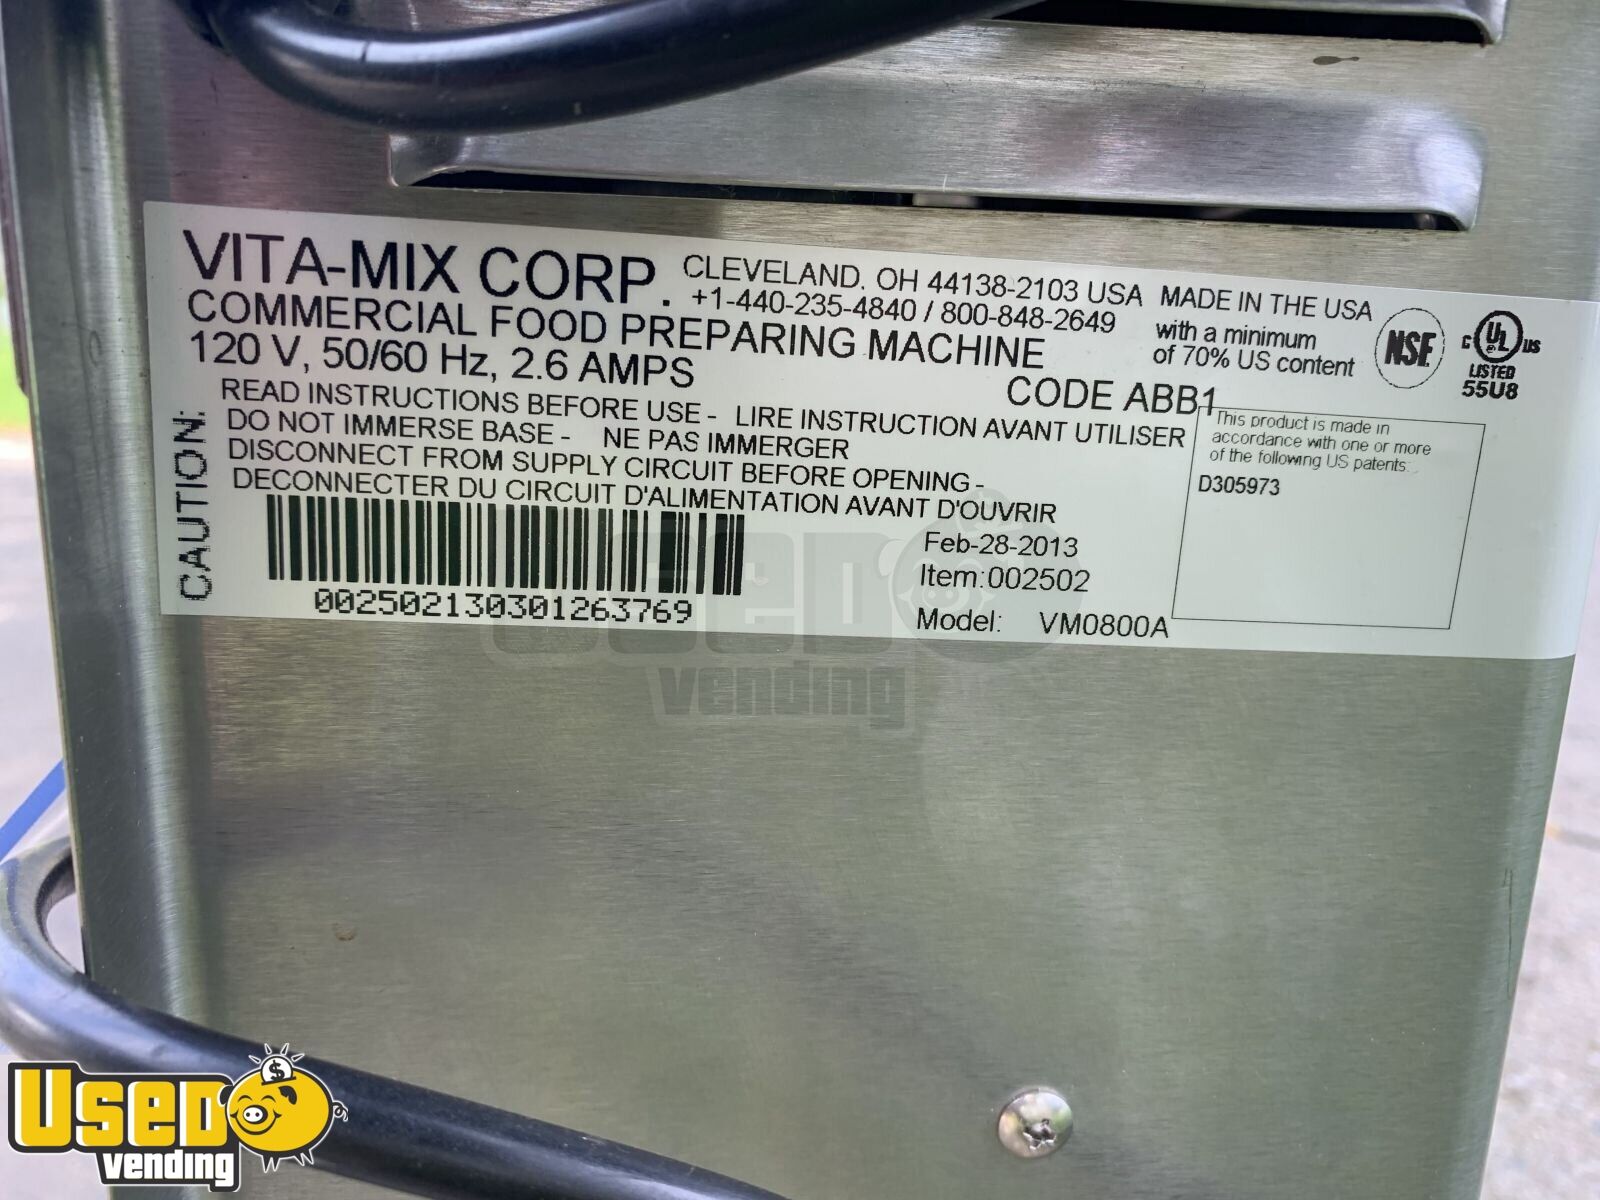 VITA-MIX CORP. CLEVELAND. OH 44138-2103 USA MADE IN THE USA
+1-440-235-4840 / 800-848-2649
with a minimum
of 70% US content
NSF.
C UL US
LISTED
55U8
COMMERCIAL FOOD PREPARING MACHINE
120 V, 50/60 Hz, 2.6 AMPS
CODE ABB1
CAUTION:
READ INSTRUCTIONS BEFORE USE - LIRE INSTRUCTION AVANT UTILISER
DO NOT IMMERSE BASE - NE PAS IMMERGER
DISCONNECT FROM SUPPLY CIRCUIT BEFORE OPENING -
DECONNECTER DU CIRCUIT D'ALIMENTATION AVANT D'OUVRIR
This product is made in
accordance with one or more
of the following US patents:
D305973
002502130301263769
Feb-28-2013
Item:002502
Model: VM0800A
USED
vending
$
USED
vending